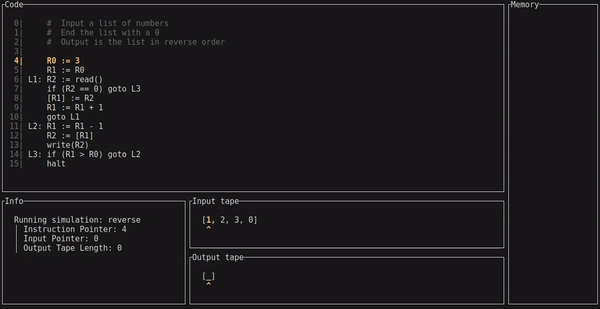 Code
0|     #  Input a list of numbers
1|     #  End the list with a 0
2|     #  Output is the list in reverse order
3|
4|     R0 := 3
5|     R1 := R0
6| L1: R2 := read()
7|     if (R2 == 0) goto L3
8|     [R1] := R2
9|     R1 := R1 + 1
10|     goto L1
11| L2: R1 := R1 - 1
12|     R2 := [R1]
13|     write(R2)
14| L3: if (R1 > R0) goto L2
15|     halt
Memory
Info
Running simulation: reverse
| Instruction Pointer: 4
| Input Pointer: 0
| Output Tape Length: 0
Input tape
[1, 2, 3, 0]
^
Output tape
[_]
^